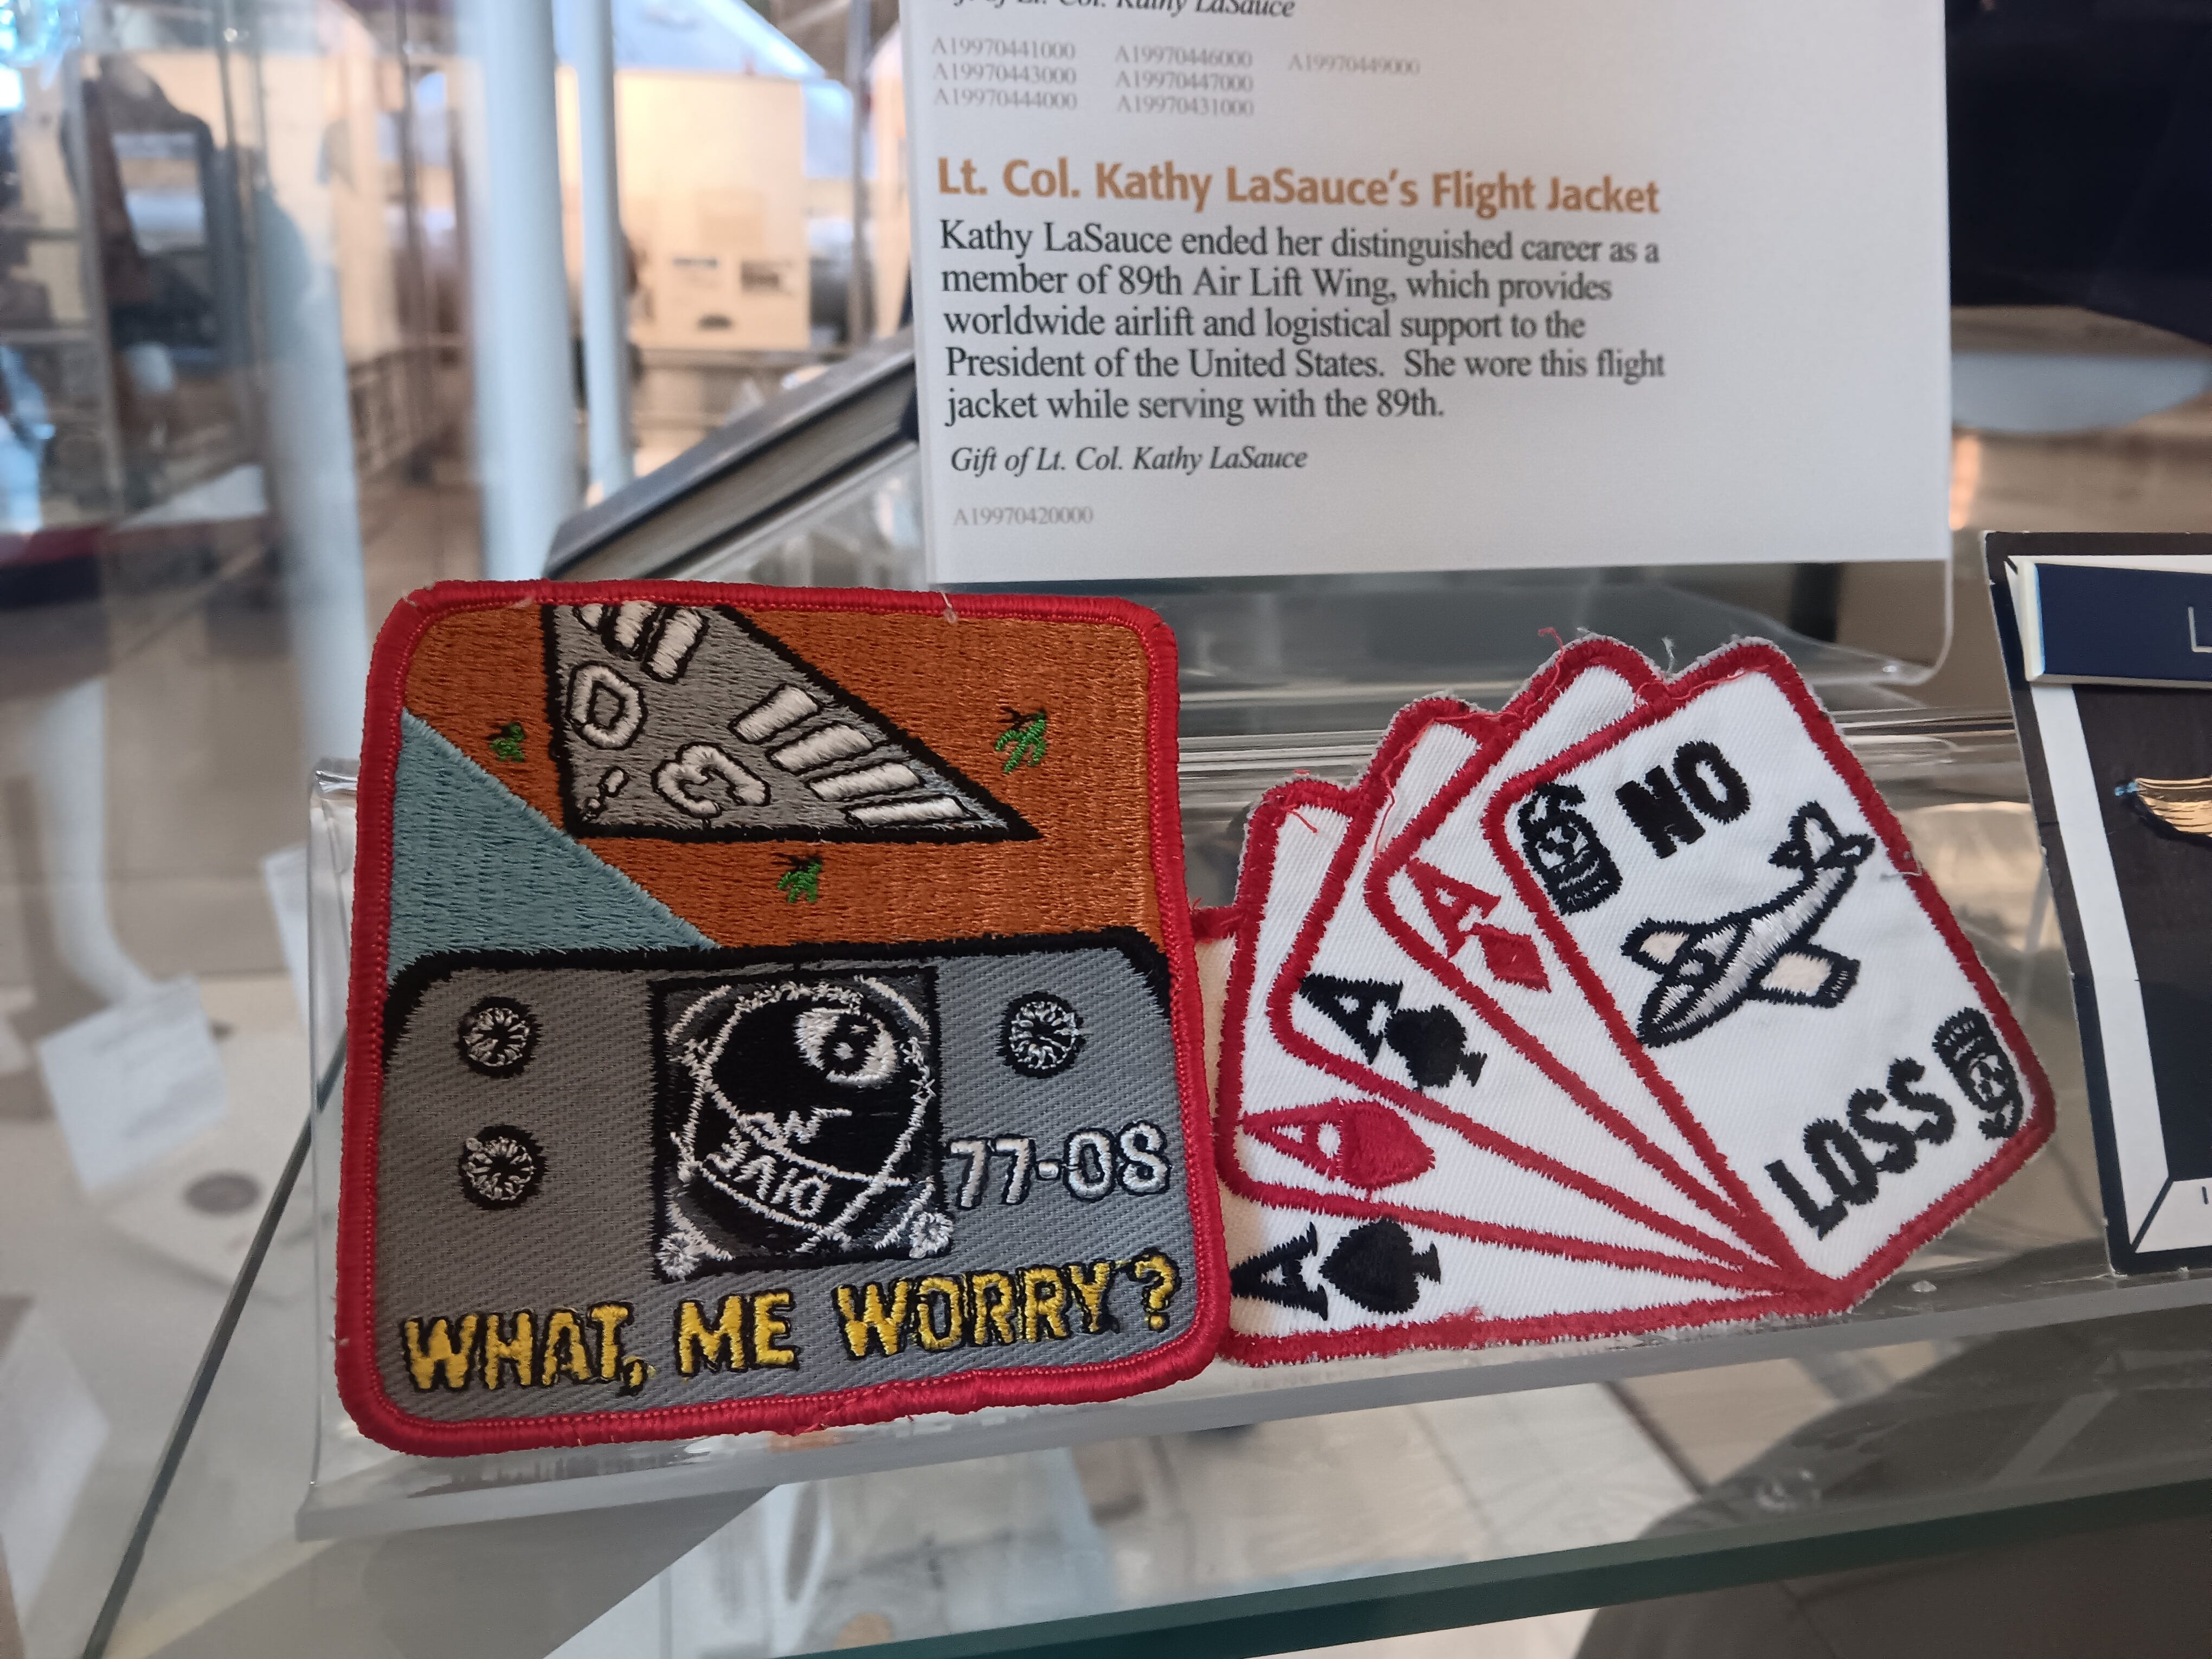 Gift of Lt. Col. Kathy LaSauce
A19970441000 A19970446000 A19970449000
A19970443000 A19970447000
A19970444000 A19970431000
Lt. Col. Kathy LaSauce's Flight Jacket
Kathy LaSauce ended her distinguished career as a
member of 89th Air Lift Wing, which provides
worldwide airlift and logistical support to the
President of the United States. She wore this flight
jacket while serving with the 89th.
Gift of Lt. Col. Kathy LaSauce
A19970420000
30
DIVE
77-08
WHAT, ME WORRY?
A
A
A
A
NO
LOSS
L